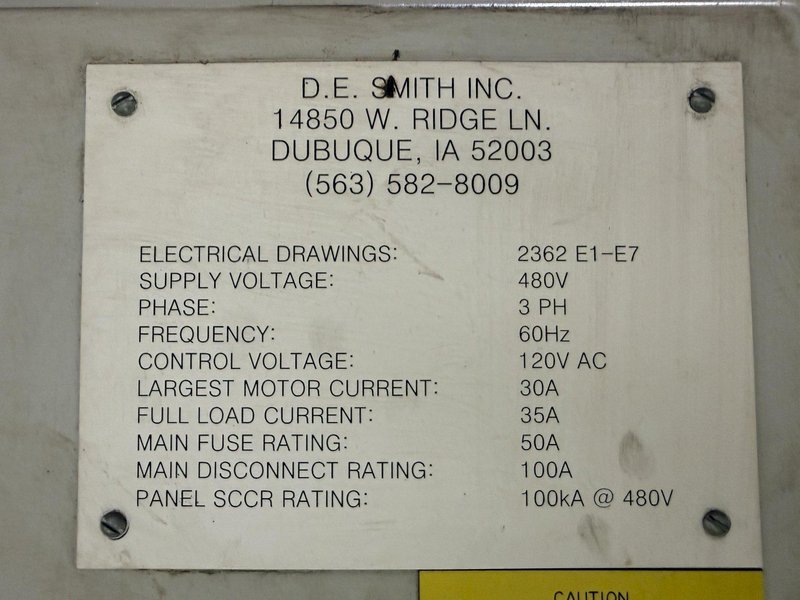 D.E. SMITH INC.
14850 W. RIDGE LN.
DUBUQUE, IA 52003
(563) 582-8009
ELECTRICAL DRAWINGS: 2362 E1-E7
SUPPLY VOLTAGE: 480V
PHASE: 3 PH
FREQUENCY: 60Hz
CONTROL VOLTAGE: 120V AC
LARGEST MOTOR CURRENT: 30A
FULL LOAD CURRENT: 35A
MAIN FUSE RATING: 50A
MAIN DISCONNECT RATING: 100A
PANEL SCCR RATING: 100kA @ 480V
CAUTION